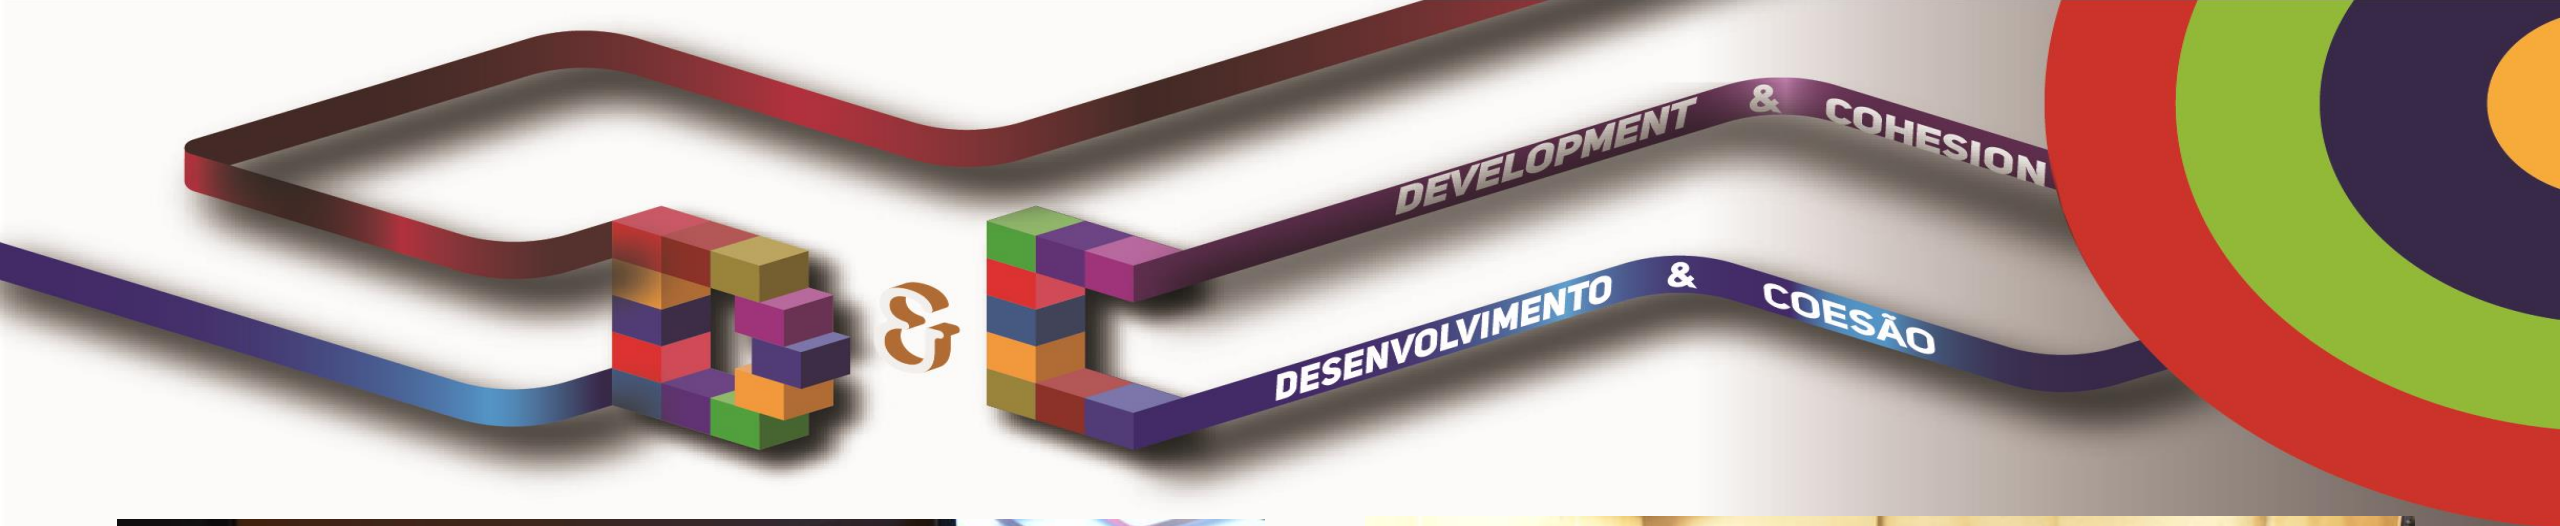 D & C
DEVELOPMENT & COHESION
DESENVOLVIMENTO & COESÃO